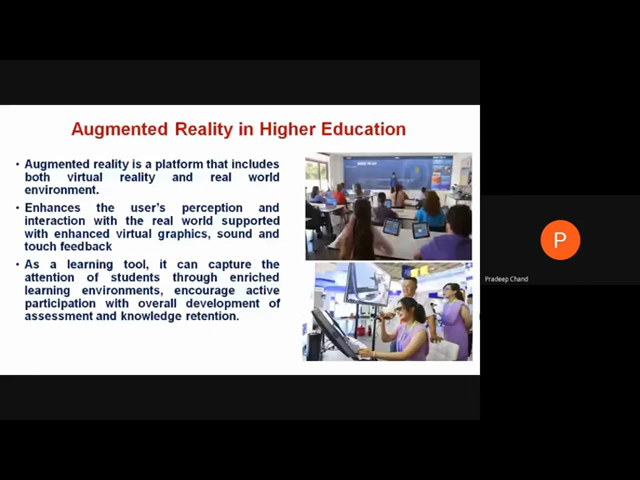 Augmented Reality in Higher Education
• Augmented reality is a platform that includes
both virtual reality and real world
environment.
• Enhances the user's perception and
interaction with the real world supported
with enhanced virtual graphics, sound and
touch feedback
• As a learning tool, it can capture the
attention of students through enriched
learning environments, encourage active
participation with overall development of
assessment and knowledge retention.
P
Pradeep Chand